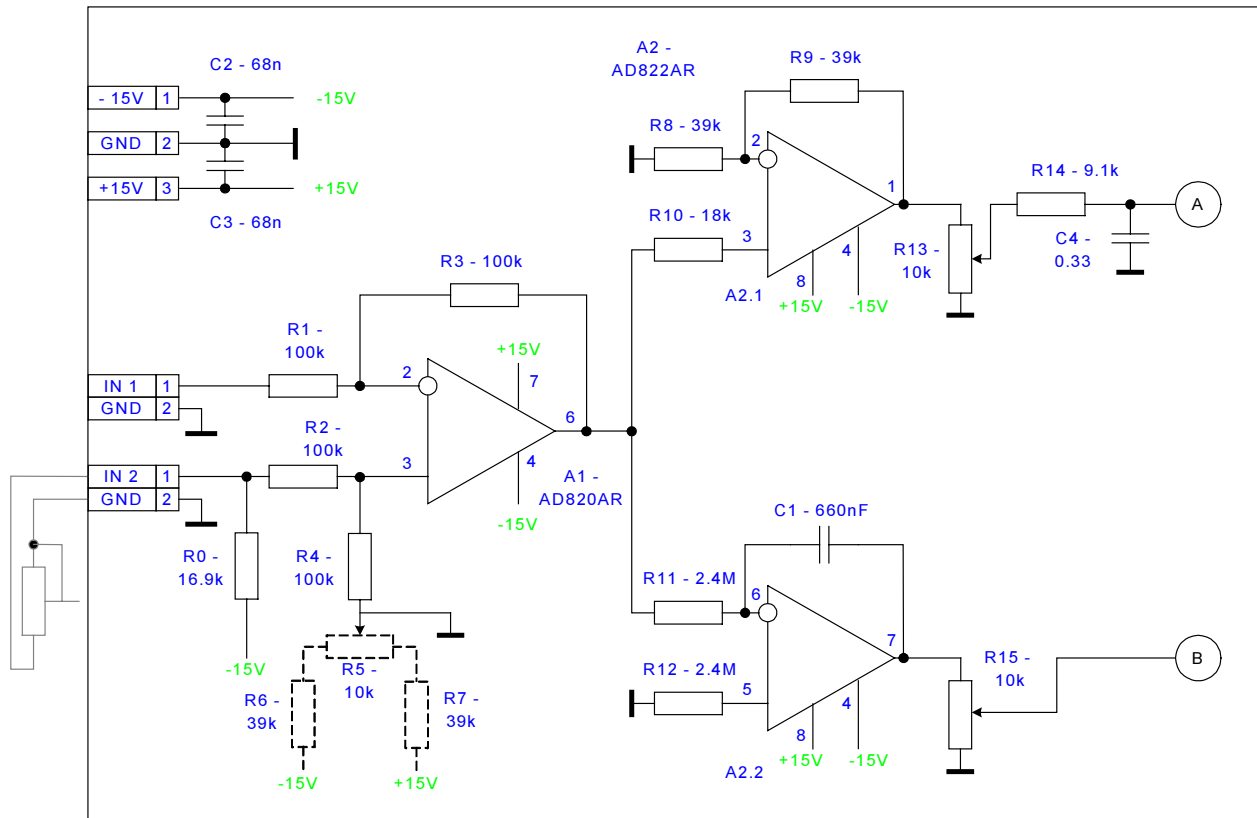 C2 - 68n
- 15V 1
-15V
GND 2
+15V 3
+15V
C3 - 68n
A2 -
AD822AR
R9 - 39k
R8 - 39k
2
1
R10 - 18k
3
4
8
A2.1
+15V
-15V
R13 -
10k
R14 - 9.1k
C4 -
0.33
A
R3 - 100k
R1 -
100k
IN 1 1
GND 2
2
+15V
7
6
R2 -
100k
IN 2 1
GND 2
3
4
A1 -
AD820AR
-15V
R0 -
16.9k
-15V
R4 -
100k
R5 -
10k
R6 -
39k
-15V
R7 -
39k
+15V
C1 - 660nF
R11 - 2.4M
6
7
R12 - 2.4M
5
4
8
A2.2
+15V
-15V
R15 -
10k
B